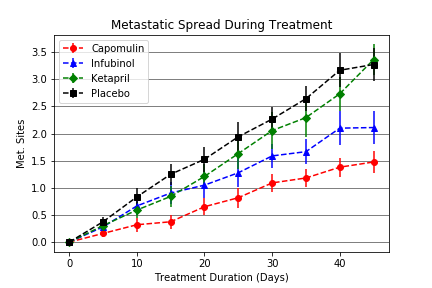 Metastatic Spread During Treatment
Capomulin
Infubinol
Ketapril
Placebo
Met. Sites
3.5
3.0
2.5
2.0
1.5
1.0
0.5
0.0
0 10 20 30 40
Treatment Duration (Days)